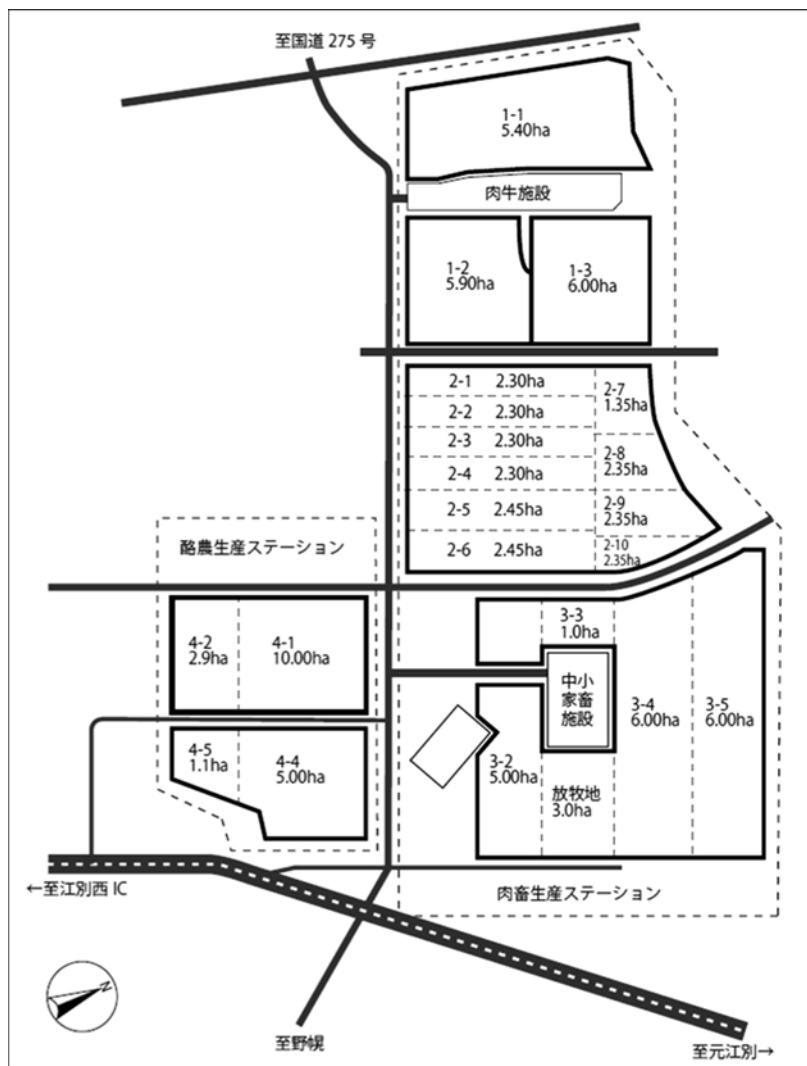 至国道 275 号
1-1
5.40ha
肉牛施設
1-2
5.90ha
1-3
6.00ha
2-1 2.30ha
2-2 2.30ha
2-3 2.30ha
2-4 2.30ha
2-5 2.45ha
2-6 2.45ha
2-7
1.35ha
2-8
2.35ha
2-9
2.35ha
2-10
2.35ha
酪農生産ステーション
4-2
2.9ha
4-1
10.00ha
4-5
1.1ha
4-4
5.00ha
3-3
1.0ha
中小
家畜
施設
3-4
6.00ha
3-5
6.00ha
3-2
5.00ha
放牧地
3.0ha
←至江別西 IC
肉畜生産ステーション
N
至野幌
至元江別→